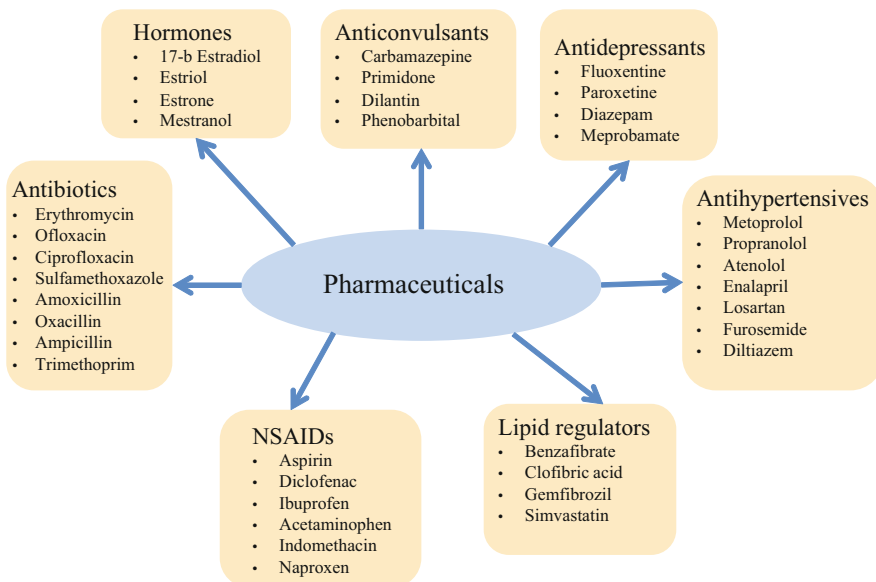 Hormones
• 17-b Estradiol
• Estriol
• Estrone
• Mestranol
Anticonvulsants
• Carbamazepine
• Primidone
• Dilantin
• Phenobarbital
Antidepressants
• Fluoxentine
• Paroxetine
• Diazepam
• Meprobamate
Antibiotics
• Erythromycin
• Ofloxacin
• Ciprofloxacin
• Sulfamethoxazole
• Amoxicillin
• Oxacillin
• Ampicillin
• Trimethoprim
Pharmaceuticals
Antihypertensives
• Metoprolol
• Propranolol
• Atenolol
• Enalapril
• Losartan
• Furosemide
• Diltiazem
NSAIDs
• Aspirin
• Diclofenac
• Ibuprofen
• Acetaminophen
• Indomethacin
• Naproxen
Lipid regulators
• Benzafibrate
• Clofibric acid
• Gemfibrozil
• Simvastatin